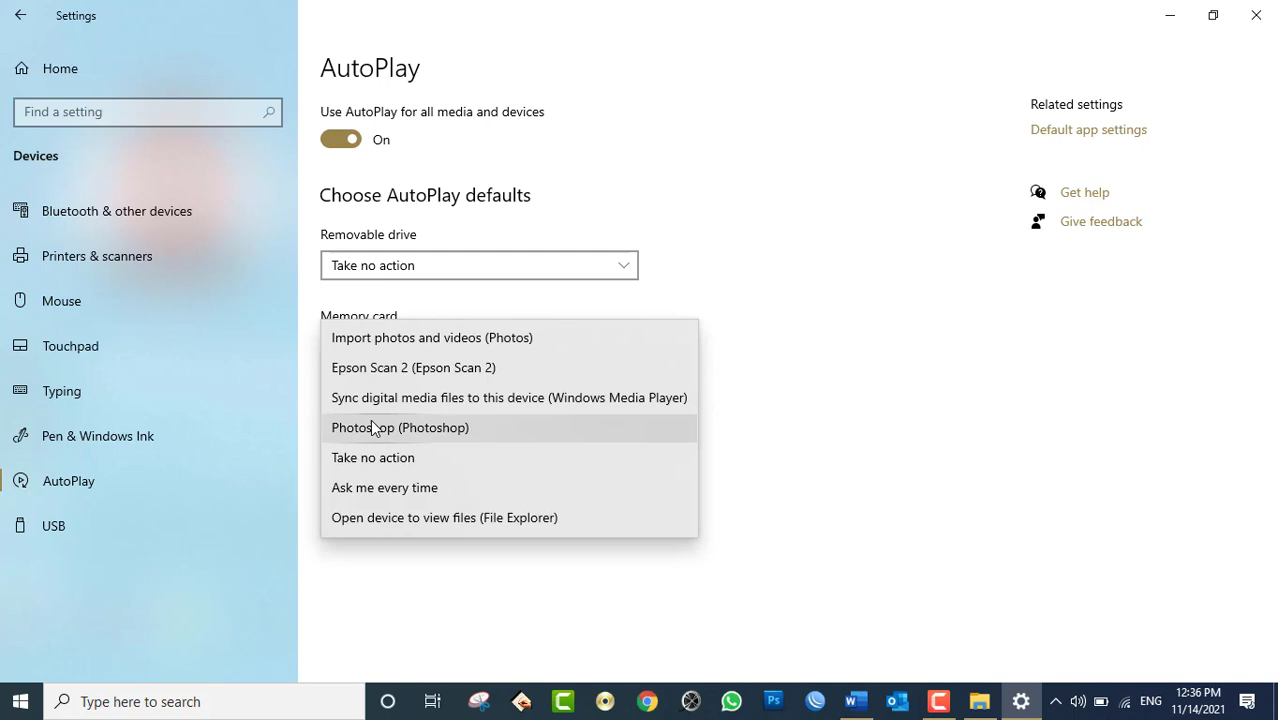 Settings
Home
Find a setting
Devices
Bluetooth & other devices
Printers & scanners
Mouse
Touchpad
Typing
Pen & Windows Ink
AutoPlay
USB
AutoPlay
Use AutoPlay for all media and devices
On
Choose AutoPlay defaults
Removable drive
Take no action
Memory card
Import photos and videos (Photos)
Epson Scan 2 (Epson Scan 2)
Sync digital media files to this device (Windows Media Player)
Photoshop (Photoshop)
Take no action
Ask me every time
Open device to view files (File Explorer)
Related settings
Default app settings
Get help
Give feedback
Type here to search
Ps
ENG
12:36 PM
11/14/2021